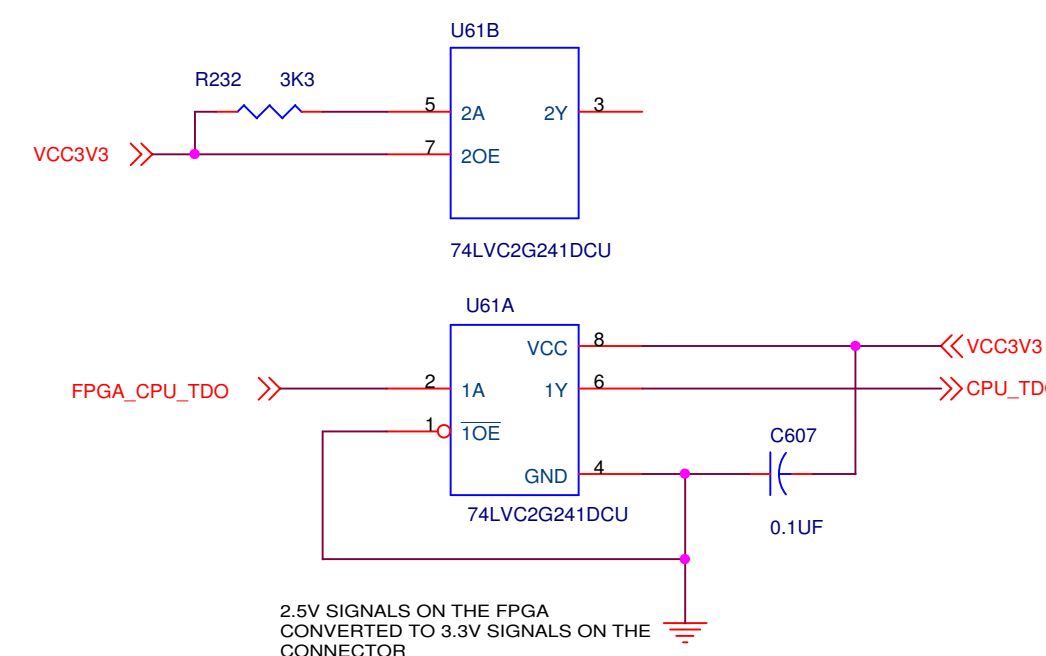 U61B
R232 3K3
5 2A 2Y 3
VCC3V3 7 2OE
74LVC2G241DCU
U61A
VCC 8 VCC3V3
FPGA_CPU_TDO 2 1A 1Y 6
1 1OE
C607
GND 4
74LVC2G241DCU
0.1UF
2.5V SIGNALS ON THE FPGA
CONVERTED TO 3.3V SIGNALS ON THE
CONNECTOR